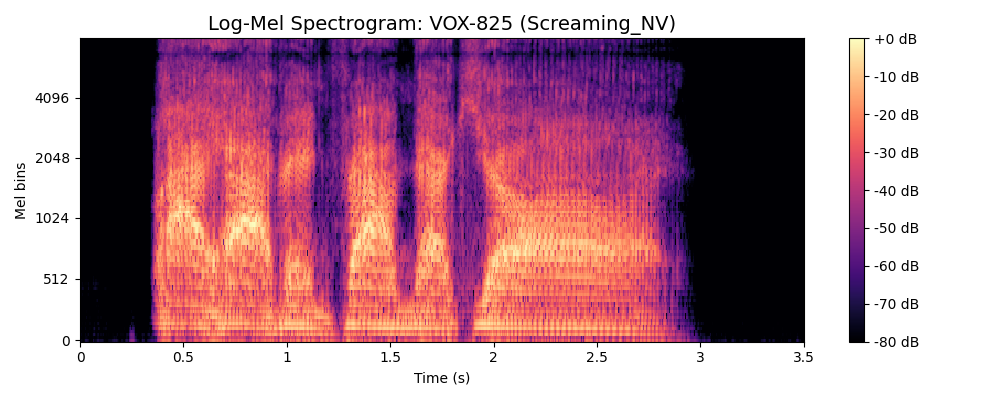 Log-Mel Spectrogram: VOX-825 (Screaming_NV)
Mel bins
4096
2048
1024
512
0
0
0.5
1
1.5
2
2.5
3
3.5
Time (s)
+0 dB
-10 dB
-20 dB
-30 dB
-40 dB
-50 dB
-60 dB
-70 dB
-80 dB